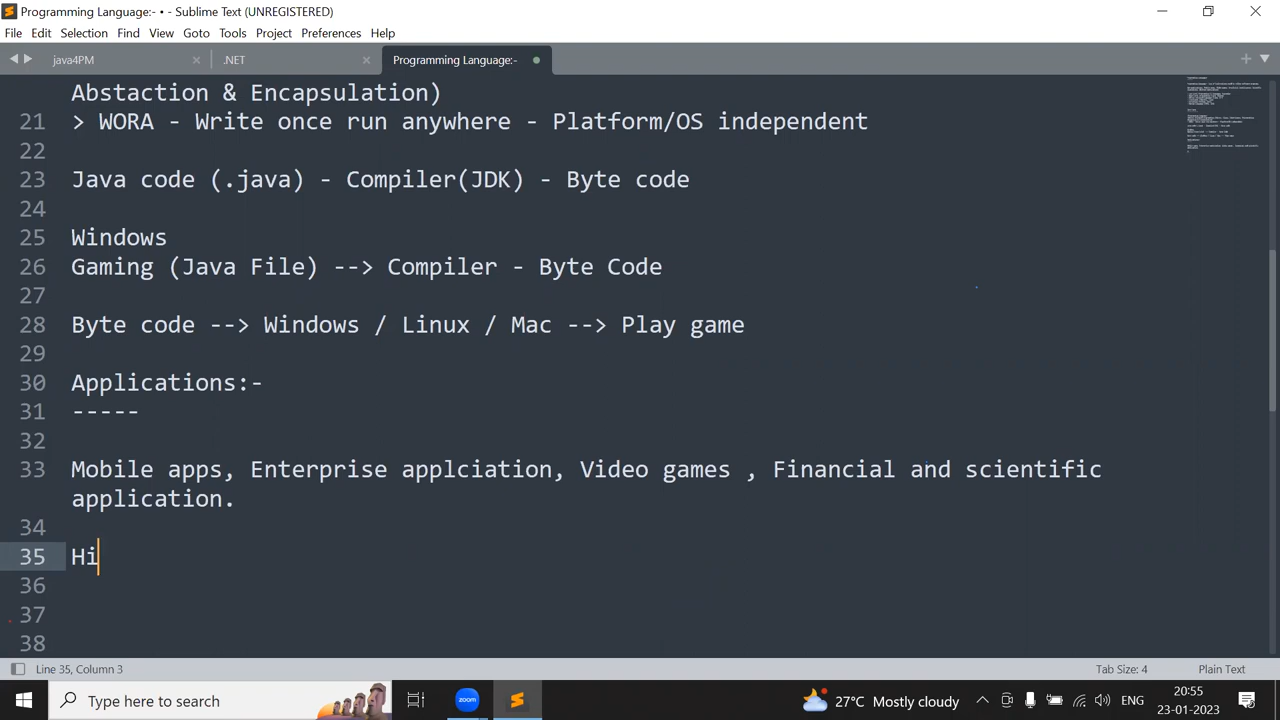 Programming Language:- • - Sublime Text (UNREGISTERED)
File Edit Selection Find View Goto Tools Project Preferences Help
java4PM .NET Programming Language:-
Abstaction & Encapsulation)
21 > WORA - Write once run anywhere - Platform/OS independent
22
23 Java code (.java) - Compiler(JDK) - Byte code
24
25 Windows
26 Gaming (Java File) --> Compiler - Byte Code
27
28 Byte code --> Windows / Linux / Mac --> Play game
29
30 Applications:-
31 -----
32
33 Mobile apps, Enterprise applciation, Video games , Financial and scientific
application.
34
35 Hi
36
37
38
Line 35, Column 3 Tab Size: 4 Plain Text
Type here to search zoom 27°C Mostly cloudy ENG 20:55
23-01-2023